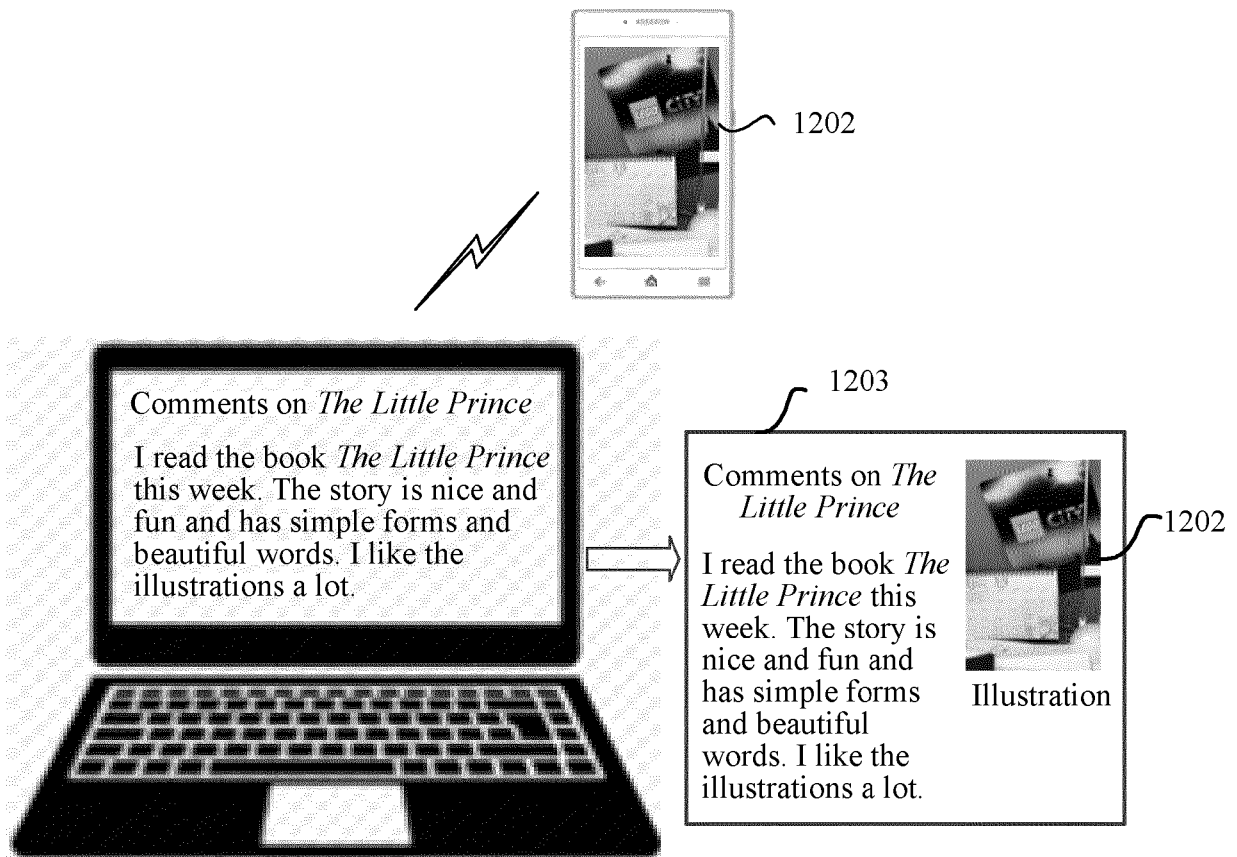 CITY
1202
Comments on The Little Prince
I read the book The Little Prince
this week. The story is nice and
fun and has simple forms and
beautiful words. I like the
illustrations a lot.
1203
Comments on The
Little Prince
I read the book The
Little Prince this
week. The story is
nice and fun and
has simple forms
and beautiful
words. I like the
illustrations a lot.
CITY
1202
Illustration